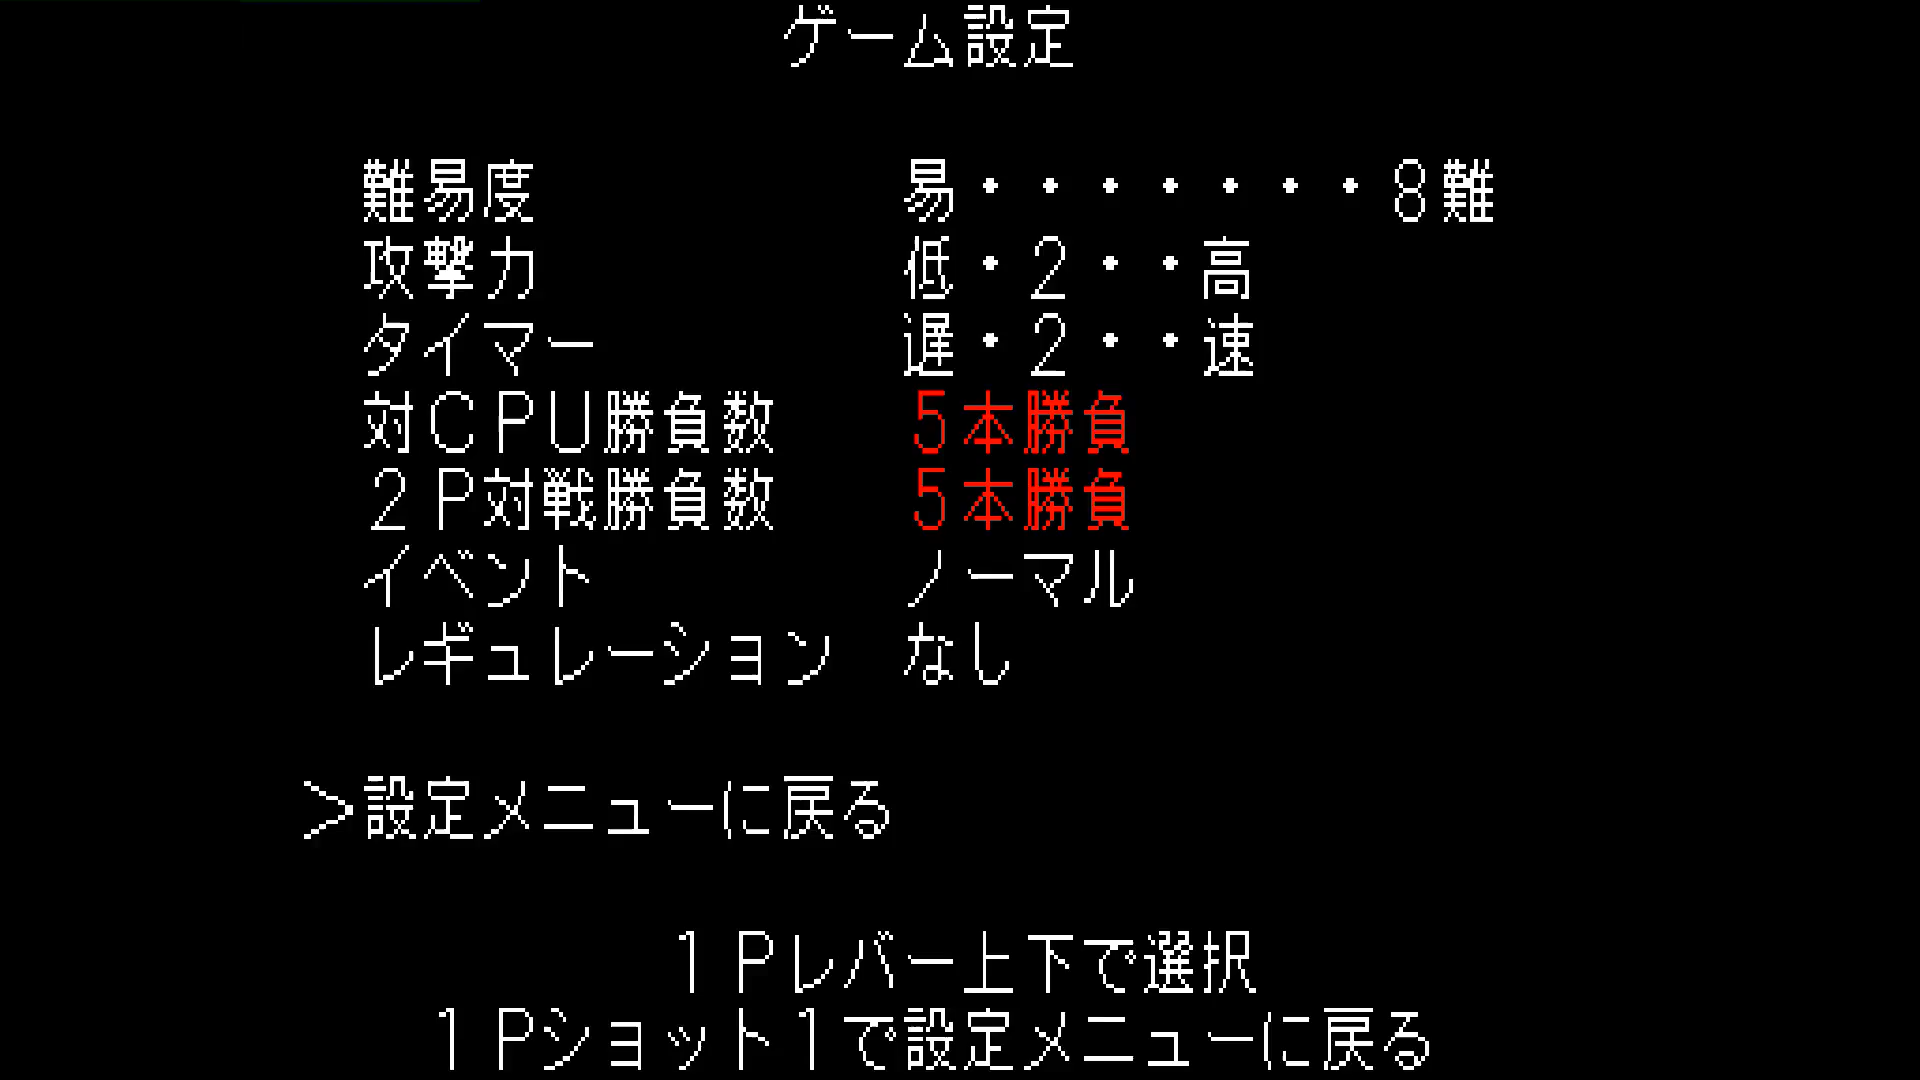 ゲーム設定
難易度 易・・・・・・・8難
攻撃力 低・2・・高
タイマー 遅・2・・速
対CPU勝負数 5本勝負
2P対戦勝負数 5本勝負
イベント ノーマル
レギュレーション なし
>設定メニューに戻る
1Pレバー上下で選択
1Pショット1で設定メニューに戻る